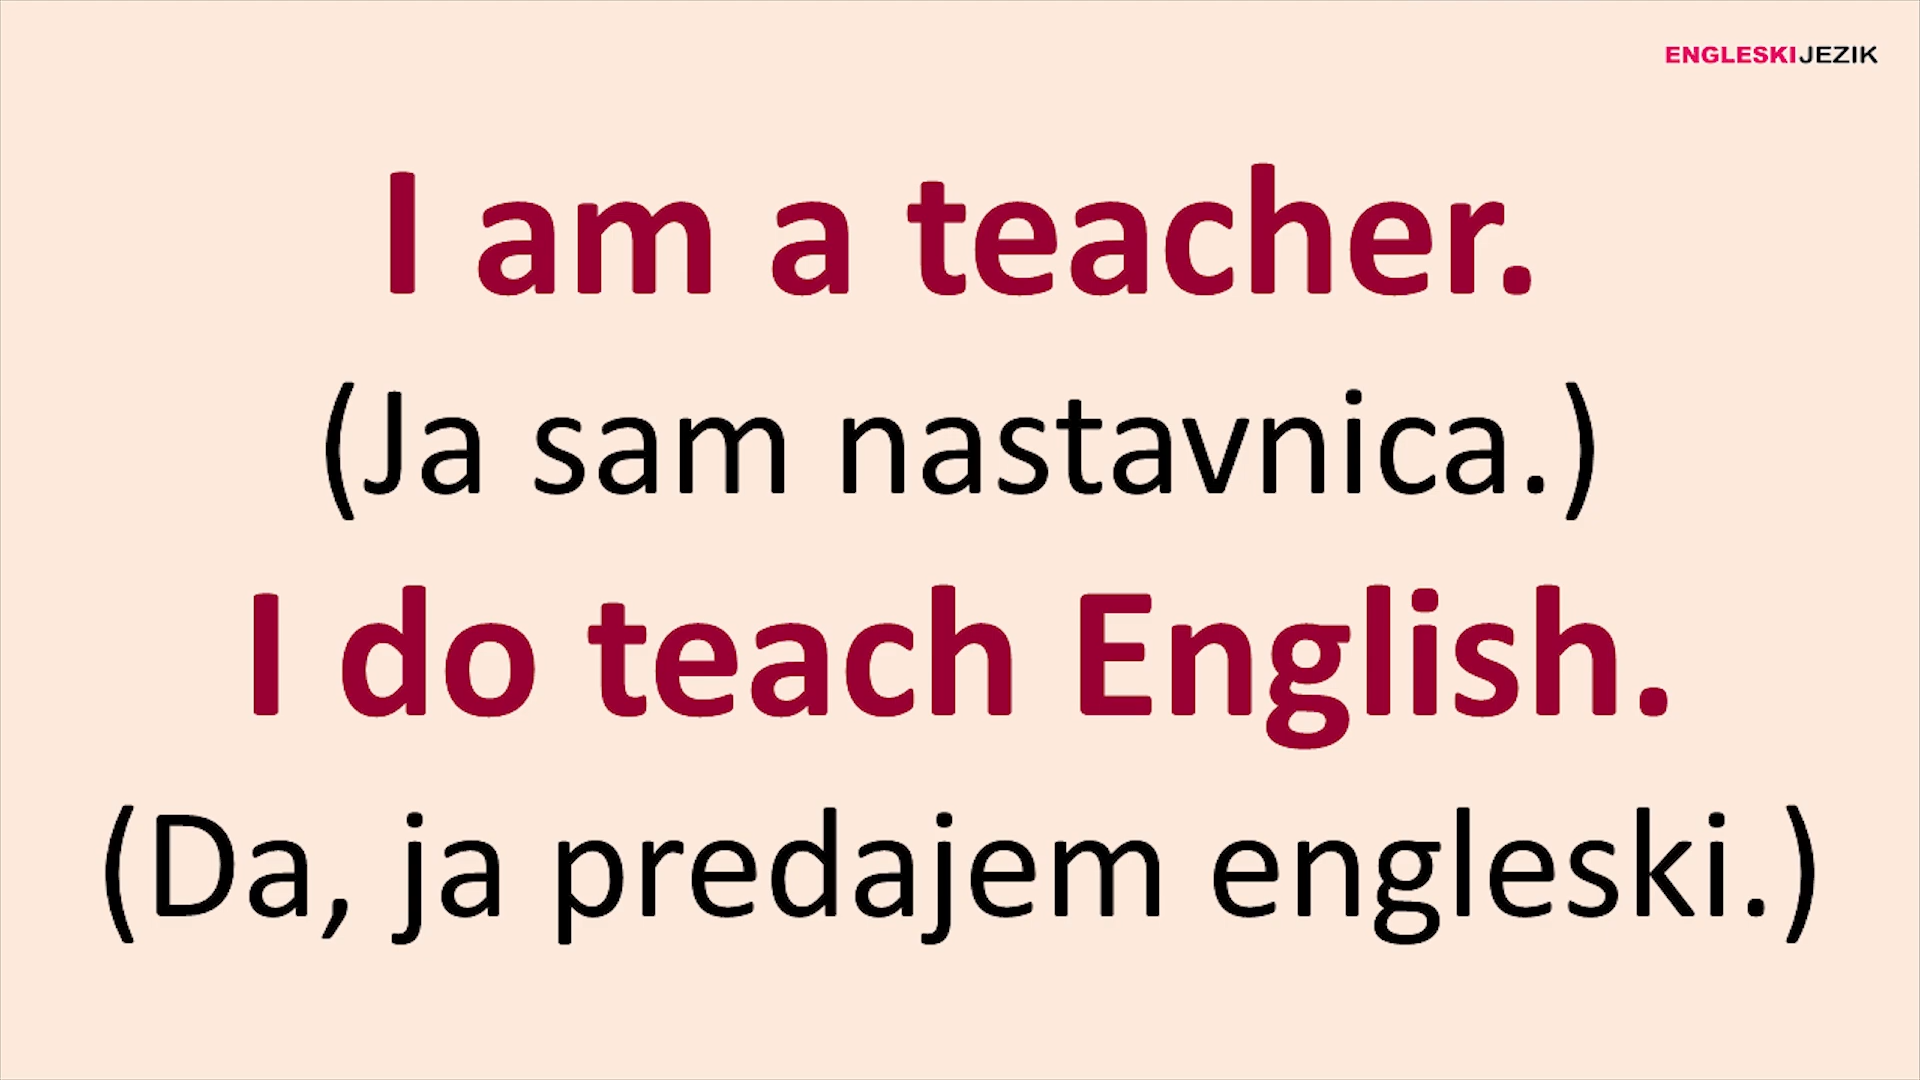 ENGLESKIJEZIK
I am a teacher.
(Ja sam nastavnica.)
I do teach English.
(Da, ja predajem engleski.)